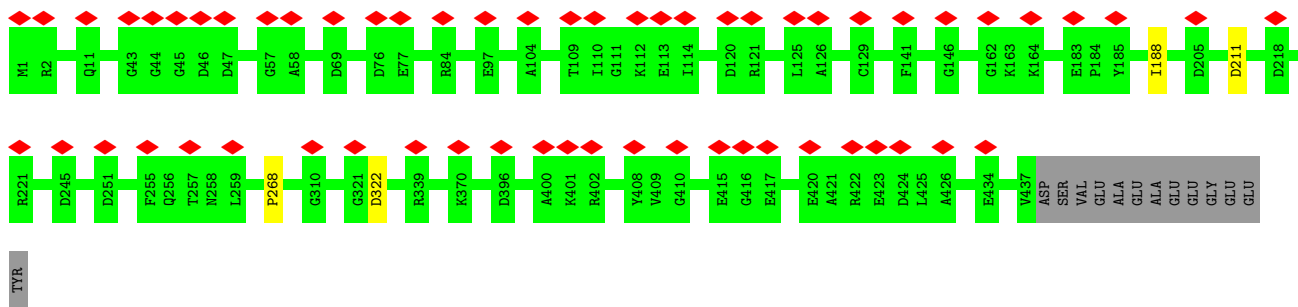 M1 R2 Q11 G43 G44 G45 D46 D47 G57 A58 D69 D76 E77 R84 E97 A104 T109 I110 G111 K112 E113 I114 D120 R121 L125 A126 C129 F141 G146 G162 K163 K164 E183 P184 Y185 I188 D205 D211 D218
R221 D245 D251 F255 Q256 T257 N258 L259 P268 G310 G321 D322 R339 K370 D396 A400 K401 R402 Y408 V409 G410 E415 G416 E417 E420 A421 R422 E423 D424 L425 A426 E434 V437 ASP SER VAL GLU ALA GLU ALA GLU GLU GLY GLU GLU
TYR